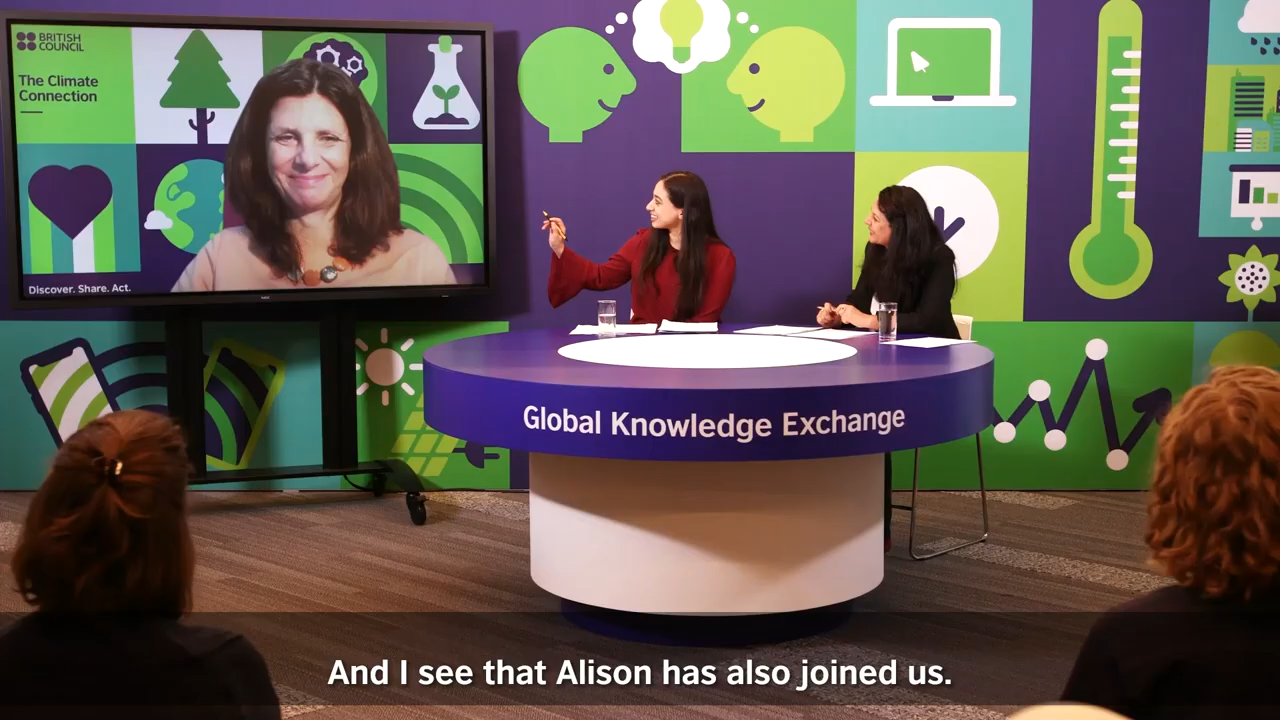 BRITISH
COUNCIL
The Climate
Connection
Discover. Share. Act.
Global Knowledge Exchange
And I see that Alison has also joined us.